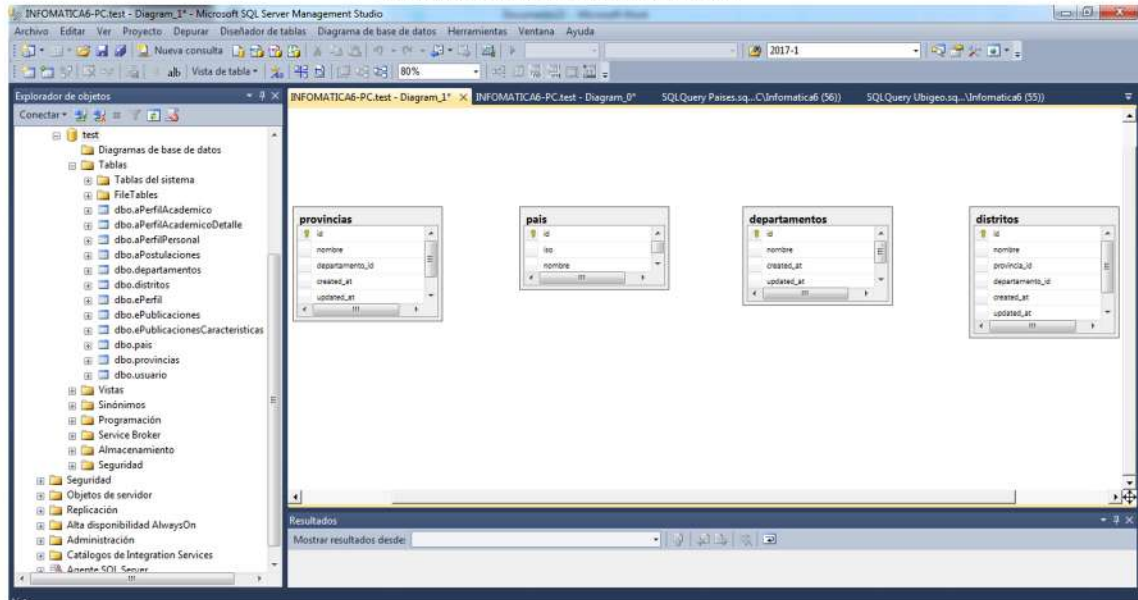 INFOMATICA6-PC.test - Diagram_1* - Microsoft SQL Server Management Studio
Archivo Editar Ver Proyecto Depurar Diseñador de tablas Diagrama de base de datos Herramientas Ventana Ayuda
Nueva consulta
2017-1
alb Vista de tabla
80%
Explorador de objetos
INFOMATICA6-PC.test - Diagram_1* INFOMATICA6-PC.test - Diagram_0* SQLQuery Paises.sq...C\Infomatica6 (56)) SQLQuery Ubigeo.sq...\Infomatica6 (55))
Conectar
test
Diagramas de base de datos
Tablas
Tablas del sistema
FileTables
dbo.aPerfilAcademico
dbo.aPerfilAcademicoDetalle
dbo.aPerfilPersonal
dbo.aPostulaciones
dbo.departamentos
dbo.distritos
dbo.ePerfil
dbo.ePublicaciones
dbo.ePublicacionesCaracteristicas
dbo.pais
dbo.provincias
dbo.usuario
Vistas
Sinónimos
Programación
Service Broker
Almacenamiento
Seguridad
Seguridad
Objetos de servidor
Replicación
Alta disponibilidad AlwaysOn
Administración
Catálogos de Integration Services
Agente SQL Server
provincias
id
nombre
departamento_id
created_at
updated_at
pais
id
iso
nombre
departamentos
id
nombre
created_at
updated_at
distritos
id
nombre
provincia_id
departamento_id
created_at
updated_at
Resultados
Mostrar resultados desde: